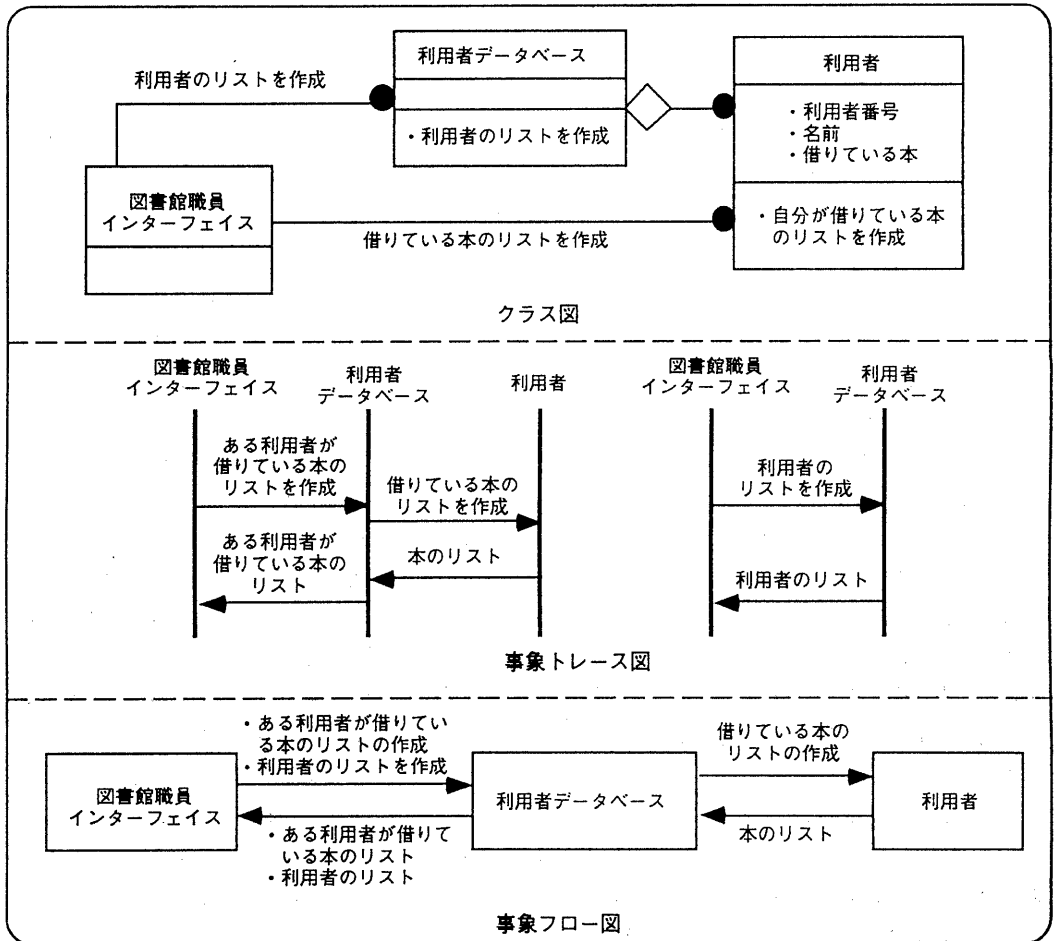 利用者のリストを作成
利用者データベース
・利用者のリストを作成
利用者
・利用者番号
・名前
・借りている本
・自分が借りている本
のリストを作成
図書館職員
インターフェイス
借りている本のリストを作成
クラス図
図書館職員
インターフェイス
利用者
データベース
利用者
ある利用者が
借りている本の
リストを作成
借りている本の
リストを作成
ある利用者が
借りている本の
リスト
本のリスト
図書館職員
インターフェイス
利用者
データベース
利用者の
リストを作成
利用者のリスト
事象トレース図
図書館職員
インターフェイス
・ある利用者が借りてい
る本のリストの作成
・利用者のリストを作成
・ある利用者が借りて
いる本のリスト
・利用者のリスト
利用者データベース
借りている本の
リストの作成
本のリスト
利用者
事象フロー図